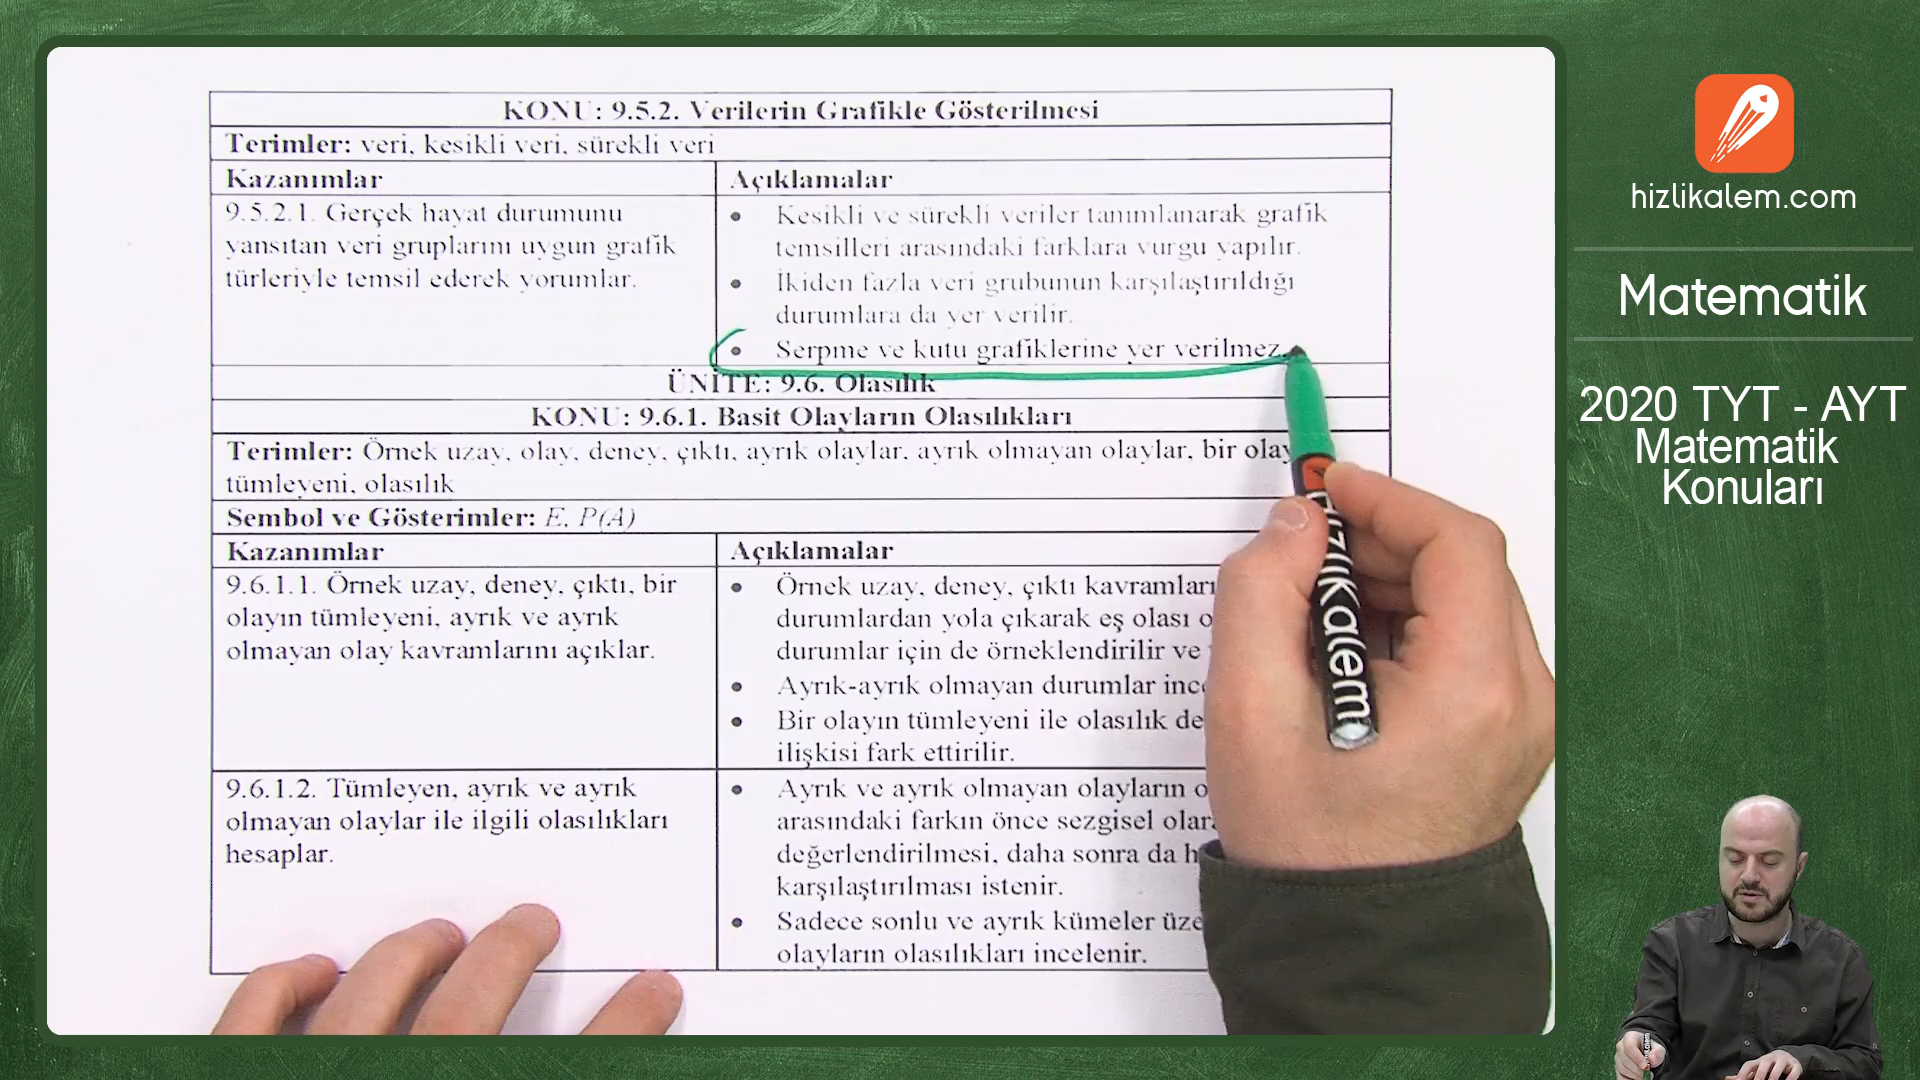 KONU: 9.5.2. Verilerin Grafikle Gösterilmesi
Terimler: veri, kesikli veri, sürekli veri
Kazanımlar
Açıklamalar
9.5.2.1. Gerçek hayat durumunu
yansıtan veri gruplarını uygun grafik
türleriyle temsil ederek yorumlar.
• Kesikli ve sürekli veriler tanımlanarak grafik
temsilleri arasındaki farklara vurgu yapılır.
• İkiden fazla veri grubunun karşılaştırıldığı
durumlara da yer verilir.
• Serpme ve kutu grafiklerine yer verilmez.
ÜNİTE: 9.6. Olasılık
KONU: 9.6.1. Basit Olayların Olasılıkları
Terimler: Örnek uzay, olay, deney, çıktı, ayrık olaylar, ayrık olmayan olaylar, bir olay
tümleyeni, olasılık
Sembol ve Gösterimler: E, P(A)
Kazanımlar
Açıklamalar
9.6.1.1. Örnek uzay, deney, çıktı, bir
olayın tümleyeni, ayrık ve ayrık
olmayan olay kavramlarını açıklar.
• Örnek uzay, deney, çıktı kavramları
durumlardan yola çıkarak eş olası
durumlar için de örneklendirilir ve
• Ayrık-ayrık olmayan durumlar
• Bir olayın tümleyeni ile olasılık
ilişkisi fark ettirilir.
9.6.1.2. Tümleyen, ayrık ve ayrık
olmayan olaylar ile ilgili olasılıkları
hesaplar.
• Ayrık ve ayrık olmayan olayların
arasındaki farkın önce sezgisel
değerlendirilmesi, daha sonra da
karşılaştırılması istenir.
• Sadece sonlu ve ayrık kümeler
olayların olasılıkları incelenir.
hızlıkalem
hizlikalem.com
Matematik
2020 TYT - AYT
Matematik
Konuları